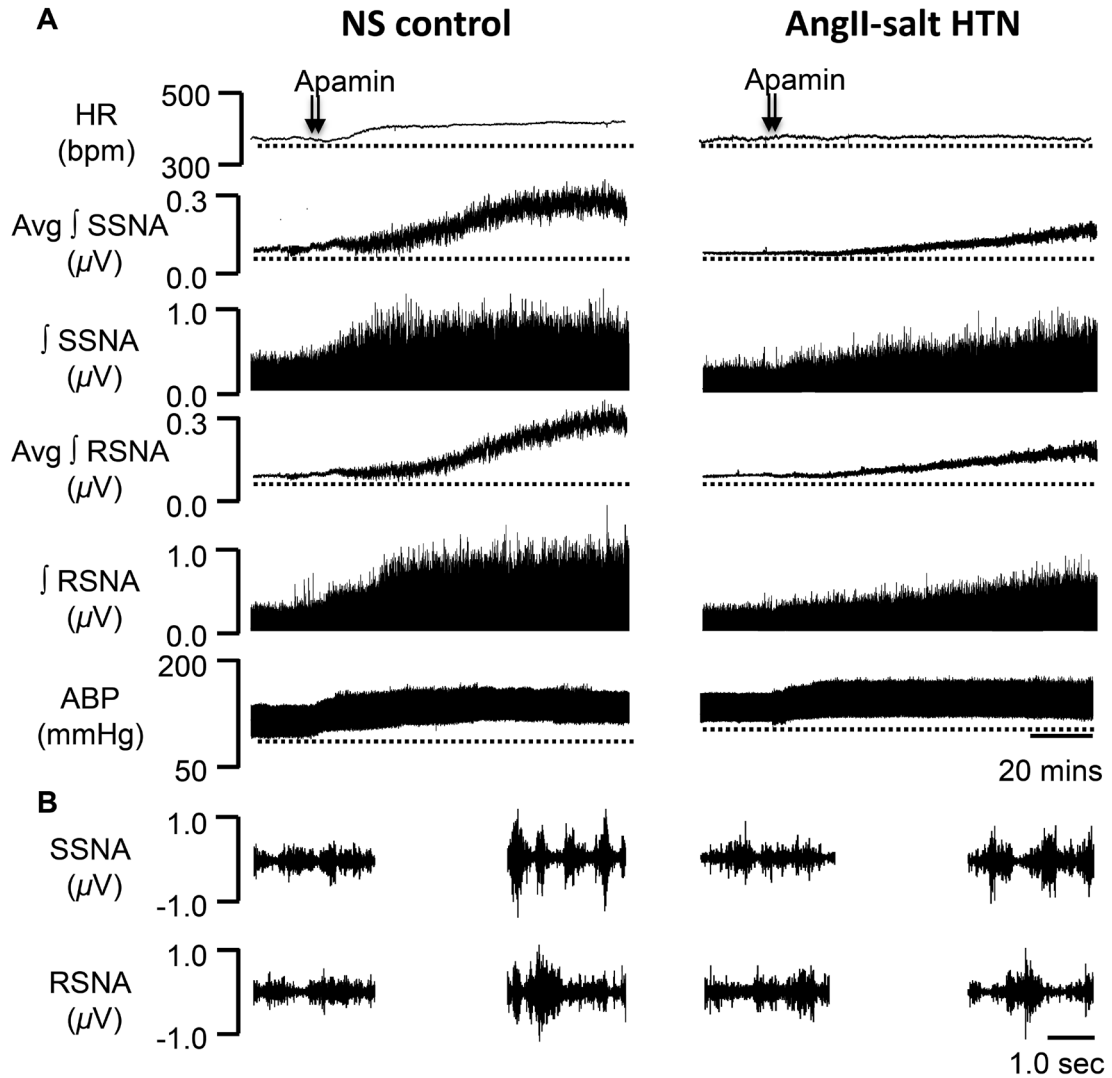 A
NS control
AngII-salt HTN
Apamin
Apamin
HR
(bpm)
500
300
Avg ∫ SSNA
(µV)
0.3
0.0
∫ SSNA
(µV)
1.0
0.0
Avg ∫ RSNA
(µV)
0.3
0.0
∫ RSNA
(µV)
1.0
0.0
ABP
(mmHg)
200
50
20 mins
B
SSNA
(µV)
1.0
-1.0
RSNA
(µV)
1.0
-1.0
1.0 sec